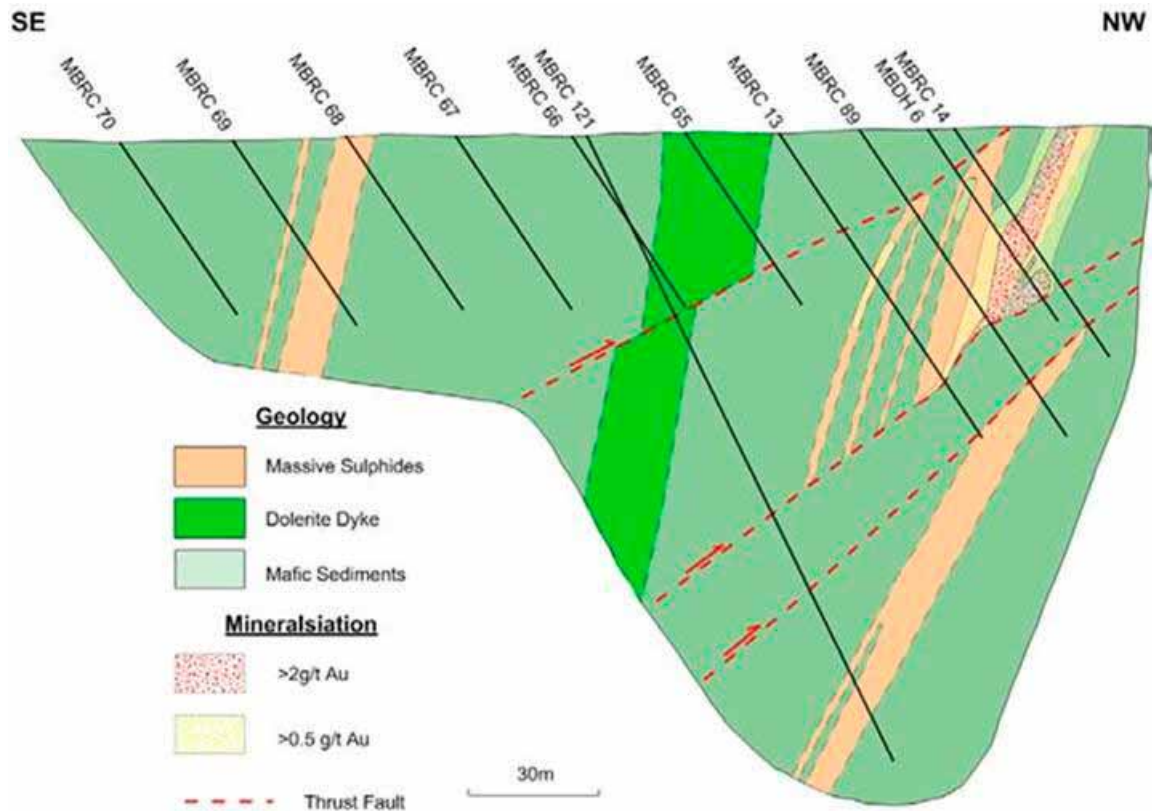 SE
NW
MBRC 70
MBRC 69
MBRC 68
MBRC 67
MBRC 66
MBRC 121
MBRC 65
MBRC 13
MBRC 89
MBDH 6
MBRC 14
Geology
Massive Sulphides
Dolerite Dyke
Mafic Sediments
Mineralsiation
>2g/t Au
>0.5 g/t Au
Thrust Fault
30m